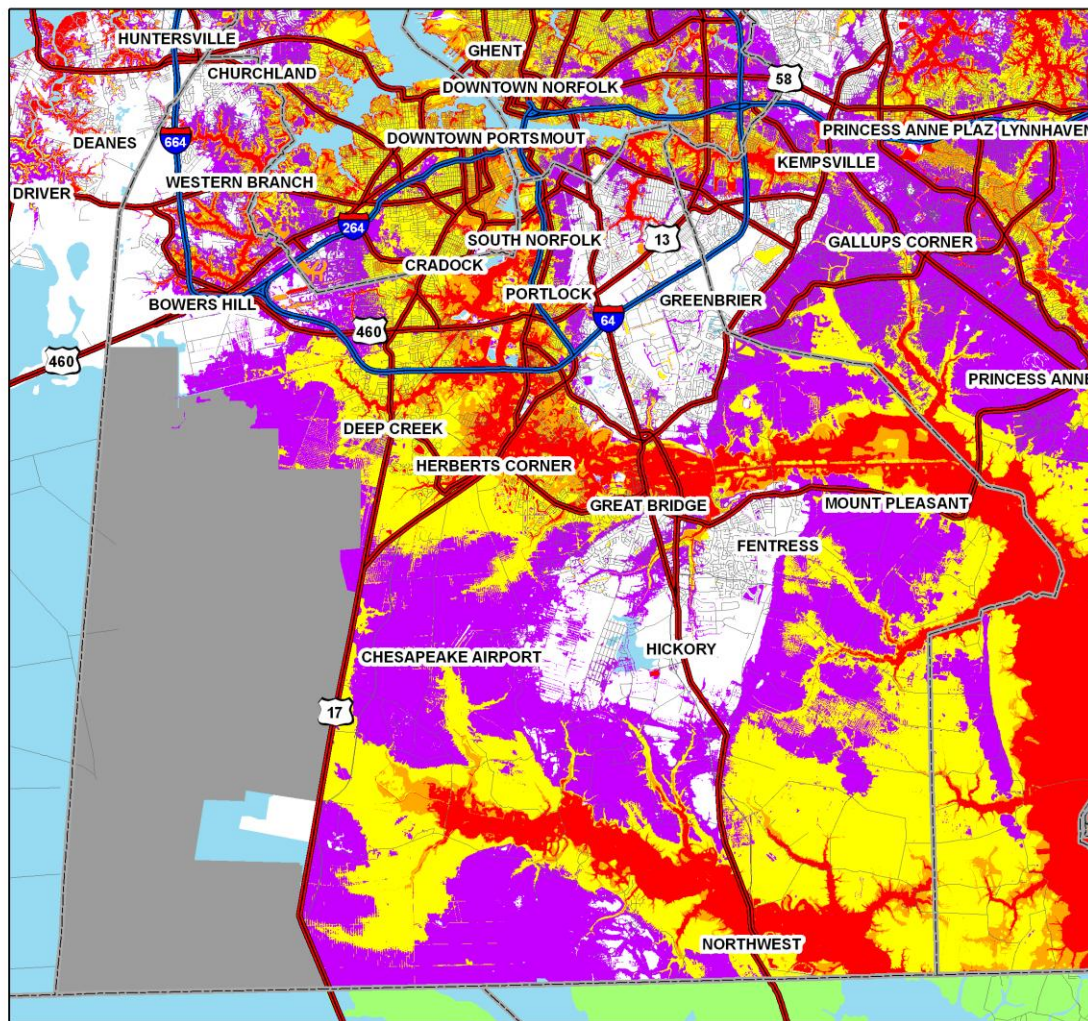 HUNTERSVILLE
GHENT
CHURCHLAND
58
DOWNTOWN NORFOLK
DEANES
664
DOWNTOWN PORTSMOUT
PRINCESS ANNE PLAZ
LYNNHAVEN
KEMPSVILLE
DRIVER
WESTERN BRANCH
264
SOUTH NORFOLK
13
GALLUPS CORNER
CRADOCK
BOWERS HILL
PORTLOCK
GREENBRIER
64
460
460
PRINCESS ANNE
DEEP CREEK
HERBERTS CORNER
GREAT BRIDGE
MOUNT PLEASANT
FENTRESS
CHESAPEAKE AIRPORT
HICKORY
17
NORTHWEST